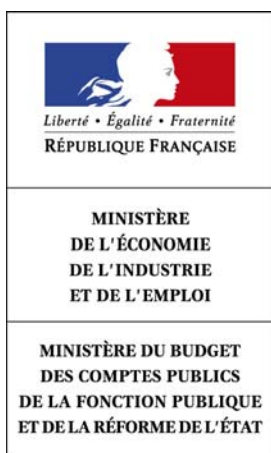 Liberté • Égalité • Fraternité
RÉPUBLIQUE FRANÇAISE
MINISTÈRE
DE L'ÉCONOMIE
DE L'INDUSTRIE
ET DE L'EMPLOI
MINISTÈRE DU BUDGET
DES COMPTES PUBLICS
DE LA FONCTION PUBLIQUE
ET DE LA RÉFORME DE L'ÉTAT